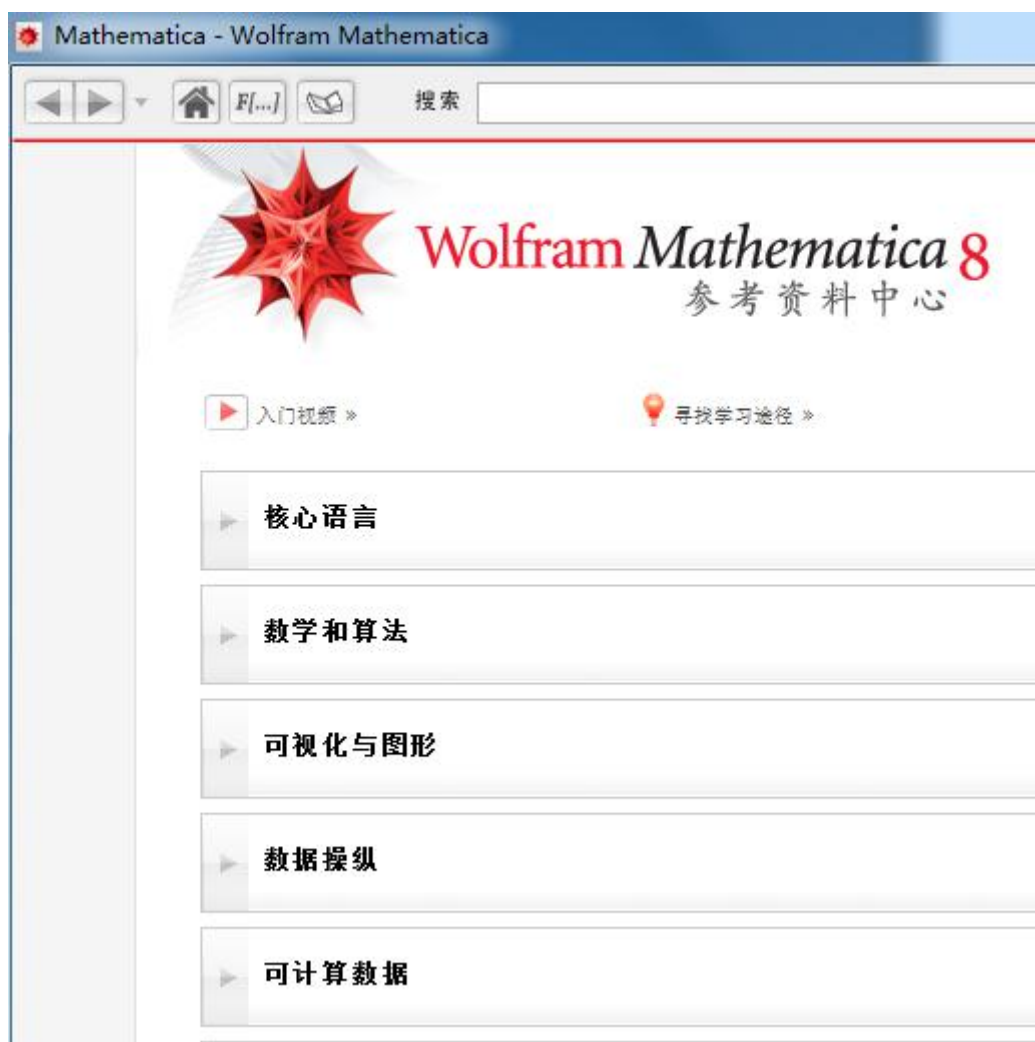 Mathematica - Wolfram Mathematica
F[...] 搜索
Wolfram Mathematica 8
参考资料中心
入门视频 » 寻找学习途径 »
核心语言
数学和算法
可视化与图形
数据操纵
可计算数据